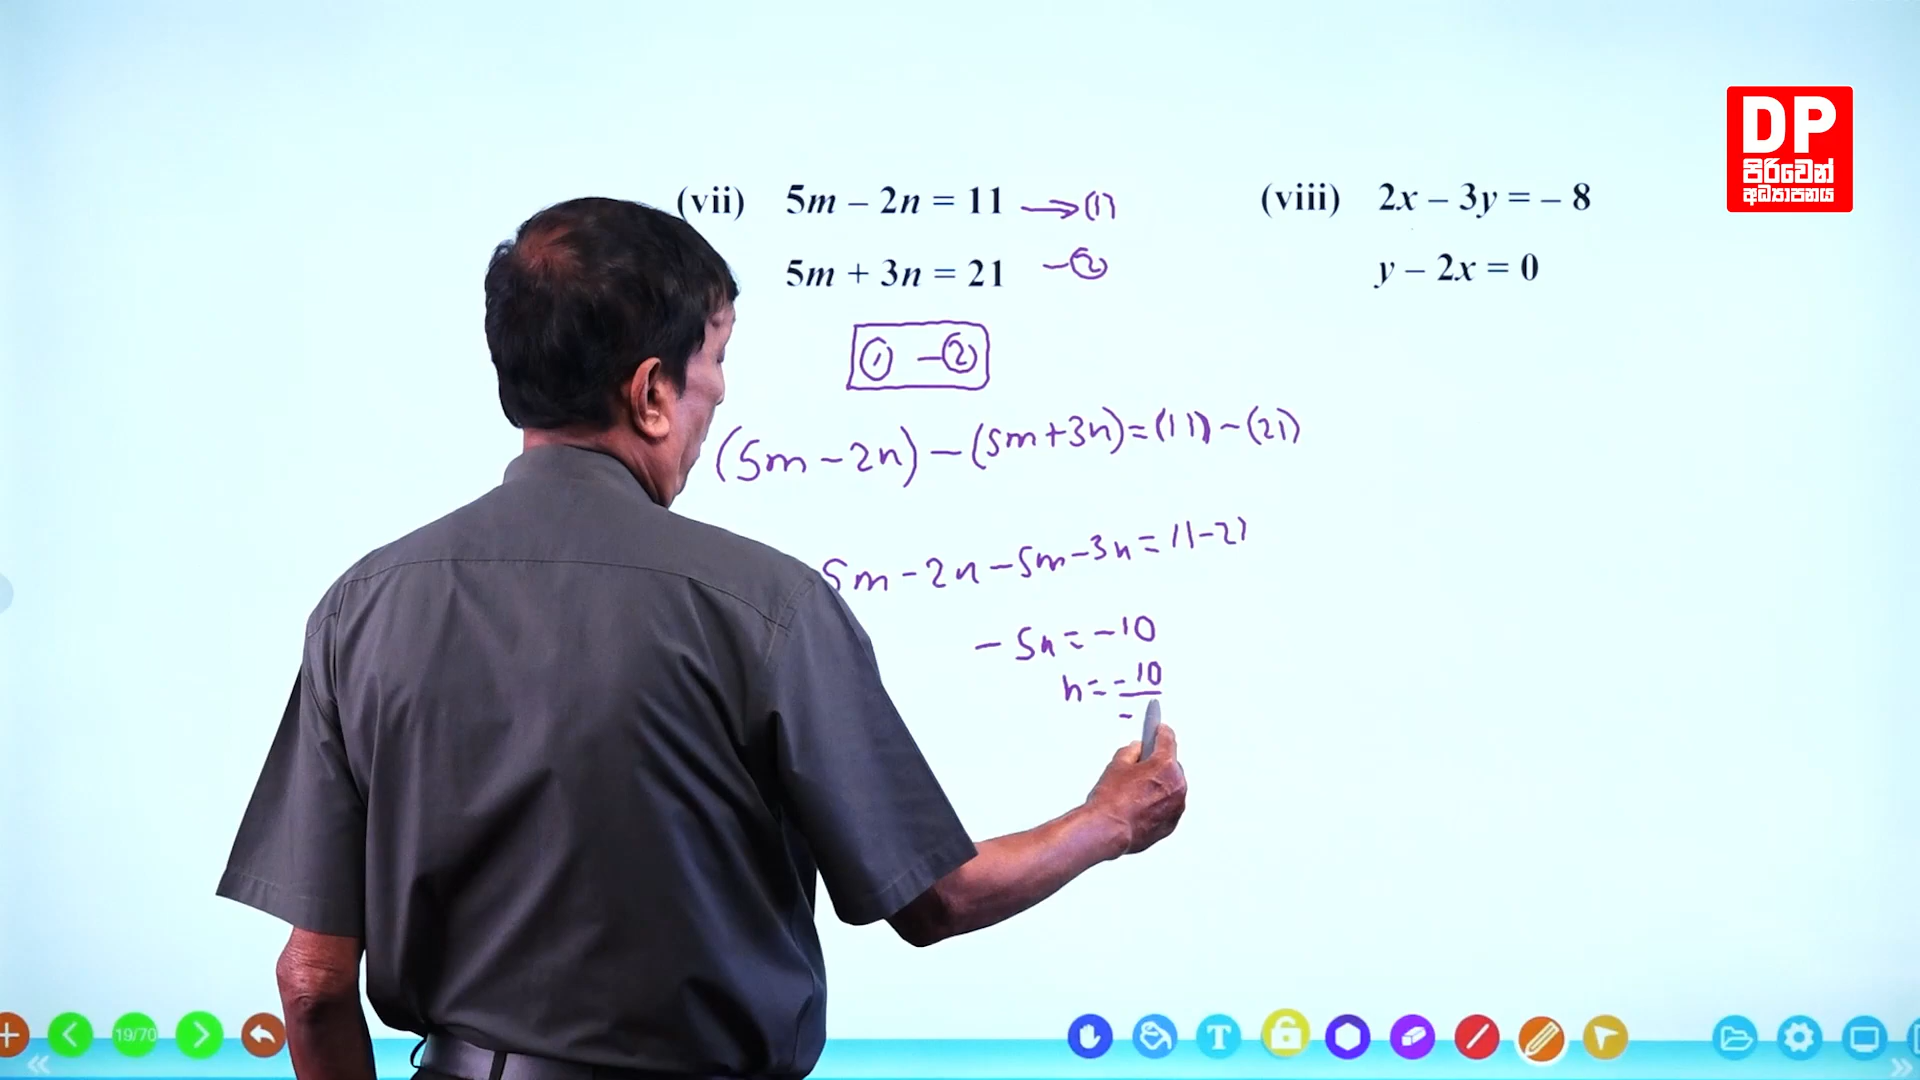 DP
පිරිවෙන්
අධ්‍යාපනය
(vii) 5m – 2n = 11 → (1)
5m + 3n = 21 – ②
① – ②
(5m – 2n) – (5m + 3n) = (11) – (21)
5m – 2n – 5m – 3n = 11 – 21
– 5n = – 10
n = – 10
–
(viii) 2x – 3y = – 8
y – 2x = 0
19/70
T